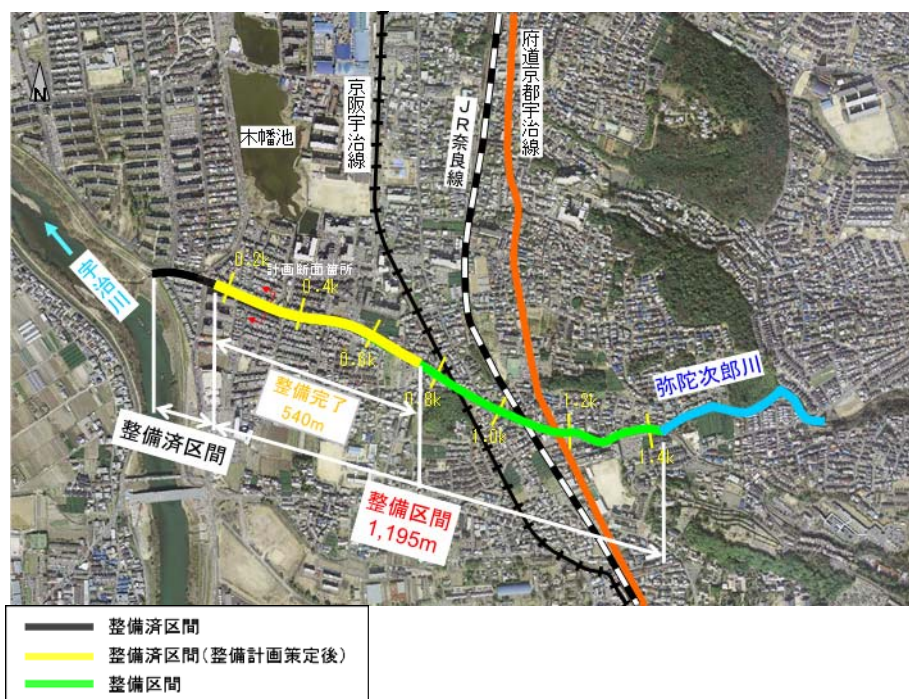 木幡池
京阪宇治線
JR奈良線
府道京都宇治線
N
宇治川
0.2k
計画断面箇所
0.4k
0.6k
0.8k
1.0k
1.2k
1.4k
弥陀次郎川
整備完了
540m
整備済区間
整備区間
1,195m
整備済区間
整備済区間(整備計画策定後)
整備区間